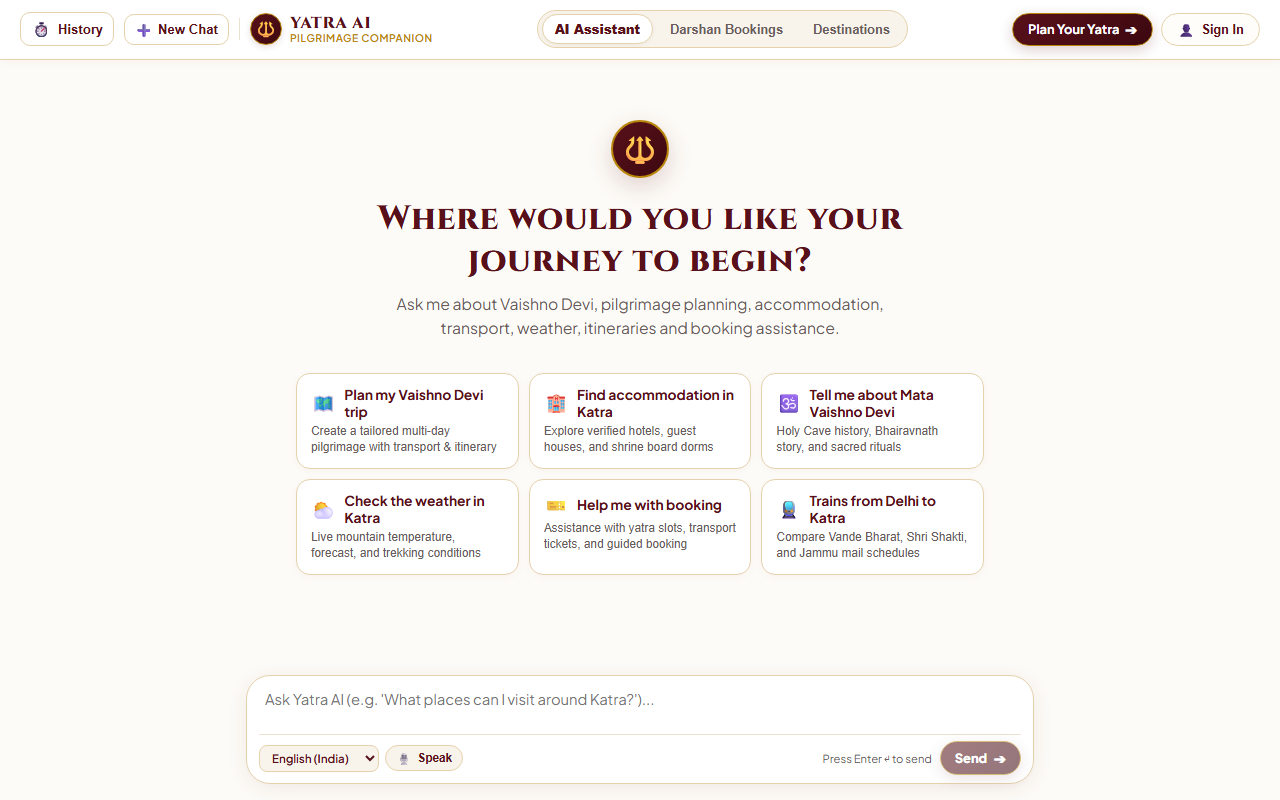 History
New Chat
YATRA AI
PILGRIMAGE COMPANION
AI Assistant
Darshan Bookings
Destinations
Plan Your Yatra ➔
Sign In
WHERE WOULD YOU LIKE YOUR
JOURNEY TO BEGIN?
Ask me about Vaishno Devi, pilgrimage planning, accommodation,
transport, weather, itineraries and booking assistance.
Plan my Vaishno Devi
trip
Create a tailored multi-day
pilgrimage with transport & itinerary
Find accommodation in
Katra
Explore verified hotels, guest
houses, and shrine board dorms
Tell me about Mata
Vaishno Devi
Holy Cave history, Bhairavnath
story, and sacred rituals
Check the weather in
Katra
Live mountain temperature,
forecast, and trekking conditions
Help me with booking
Assistance with yatra slots, transport
tickets, and guided booking
Trains from Delhi to
Katra
Compare Vande Bharat, Shri Shakti,
and Jammu mail schedules
Ask Yatra AI (e.g. 'What places can I visit around Katra?')...
English (India)
Speak
Press Enter ↵ to send
Send ➔